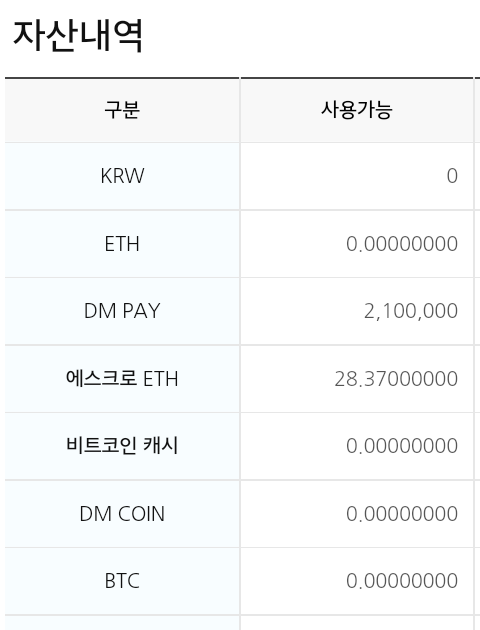 자산내역
구분 사용가능
KRW 0
ETH 0.00000000
DM PAY 2,100,000
에스크로 ETH 28.37000000
비트코인 캐시 0.00000000
DM COIN 0.00000000
BTC 0.00000000